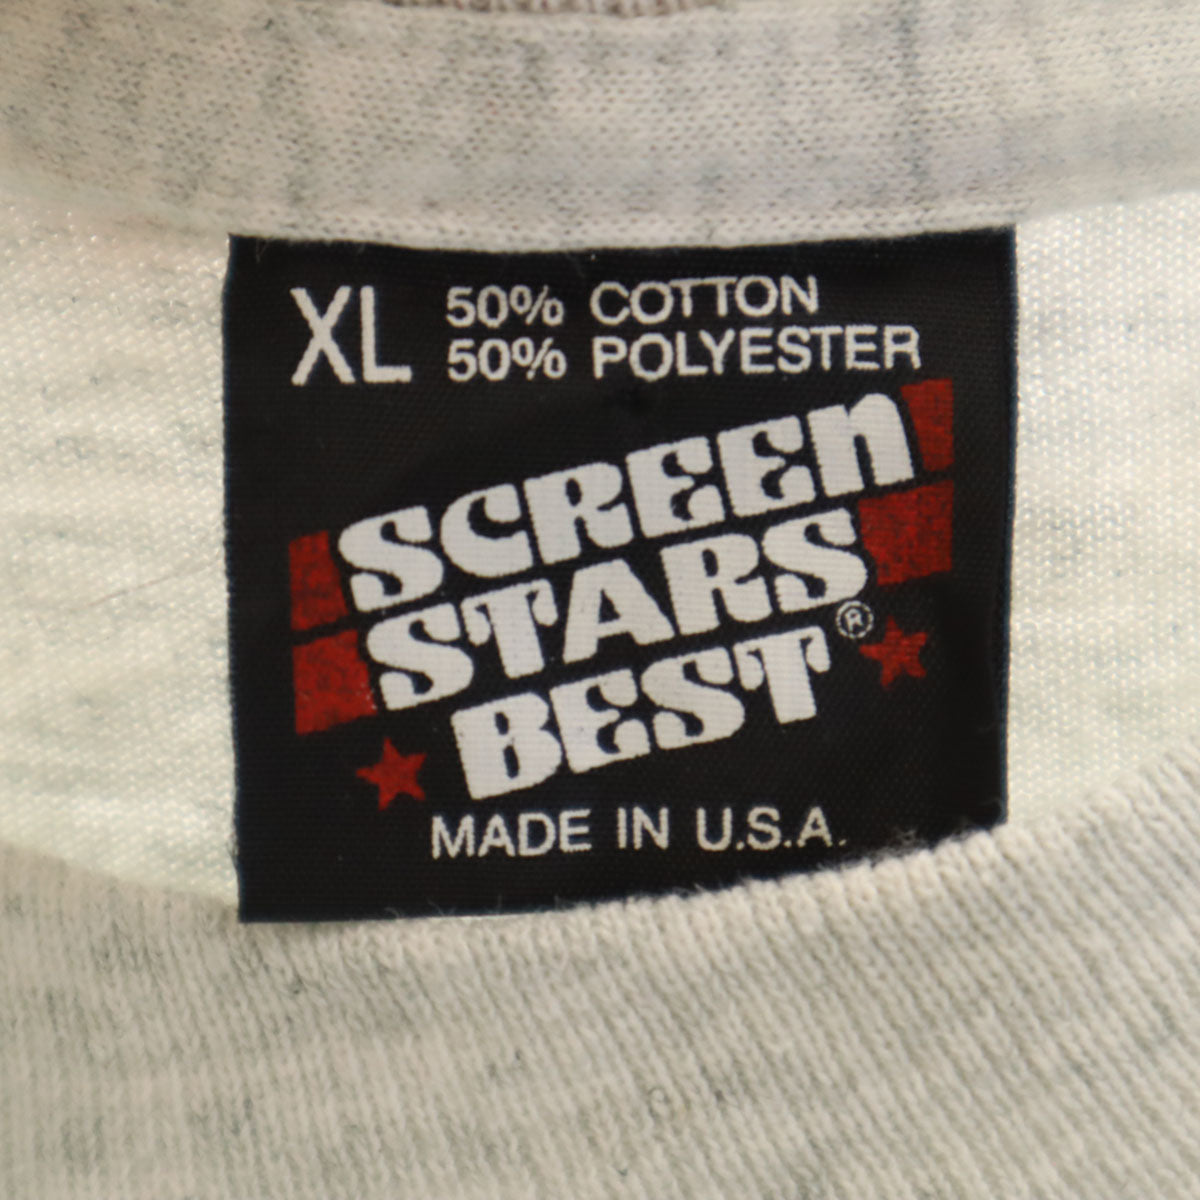 XL 50% COTTON
50% POLYESTER
SCREEN
STARS
BEST®
MADE IN U.S.A.